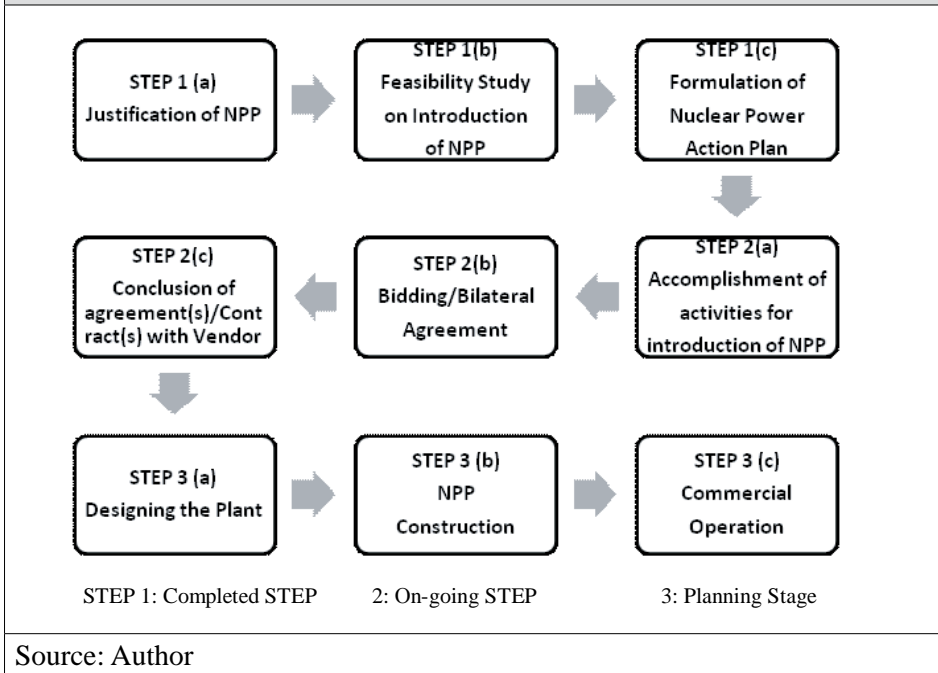 STEP 1 (a)
Justification of NPP
STEP 1(b)
Feasibility Study
on Introduction
of NPP
STEP 1(c)
Formulation of
Nuclear Power
Action Plan
STEP 2(a)
Accomplishment of
activities for
introduction of NPP
STEP 2(b)
Bidding/Bilateral
Agreement
STEP 2(c)
Conclusion of
agreement(s)/Cont
ract(s) with Vendor
STEP 3 (a)
Designing the Plant
STEP 3 (b)
NPP
Construction
STEP 3 (c)
Commercial
Operation
STEP 1: Completed STEP 2: On-going STEP 3: Planning Stage
Source: Author